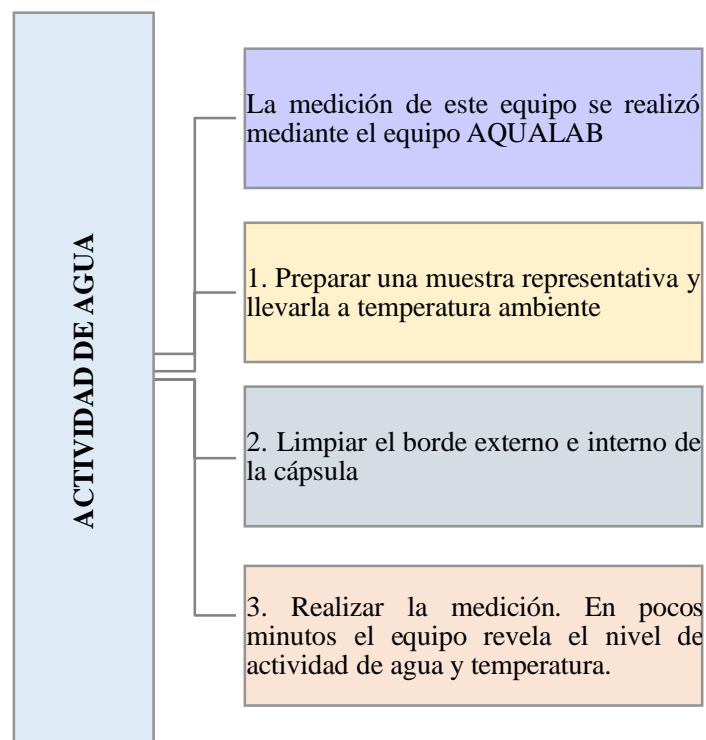 ACTIVIDAD DE AGUA
La medición de este equipo se realizó
mediante el equipo AQUALAB
1. Preparar una muestra representativa y
llevarla a temperatura ambiente
2. Limpiar el borde externo e interno de
la cápsula
3. Realizar la medición. En pocos
minutos el equipo revela el nivel de
actividad de agua y temperatura.